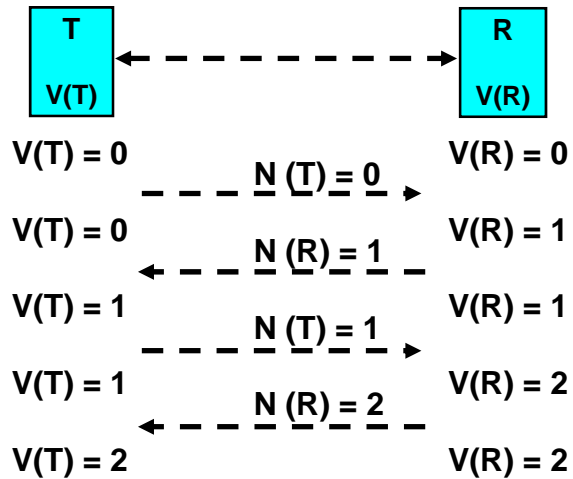 T R
V(T) V(R)
V(T) = 0 V(R) = 0
N (T) = 0
V(T) = 0 V(R) = 1
N (R) = 1
V(T) = 1 V(R) = 1
N (T) = 1
V(T) = 1 V(R) = 2
N (R) = 2
V(T) = 2 V(R) = 2